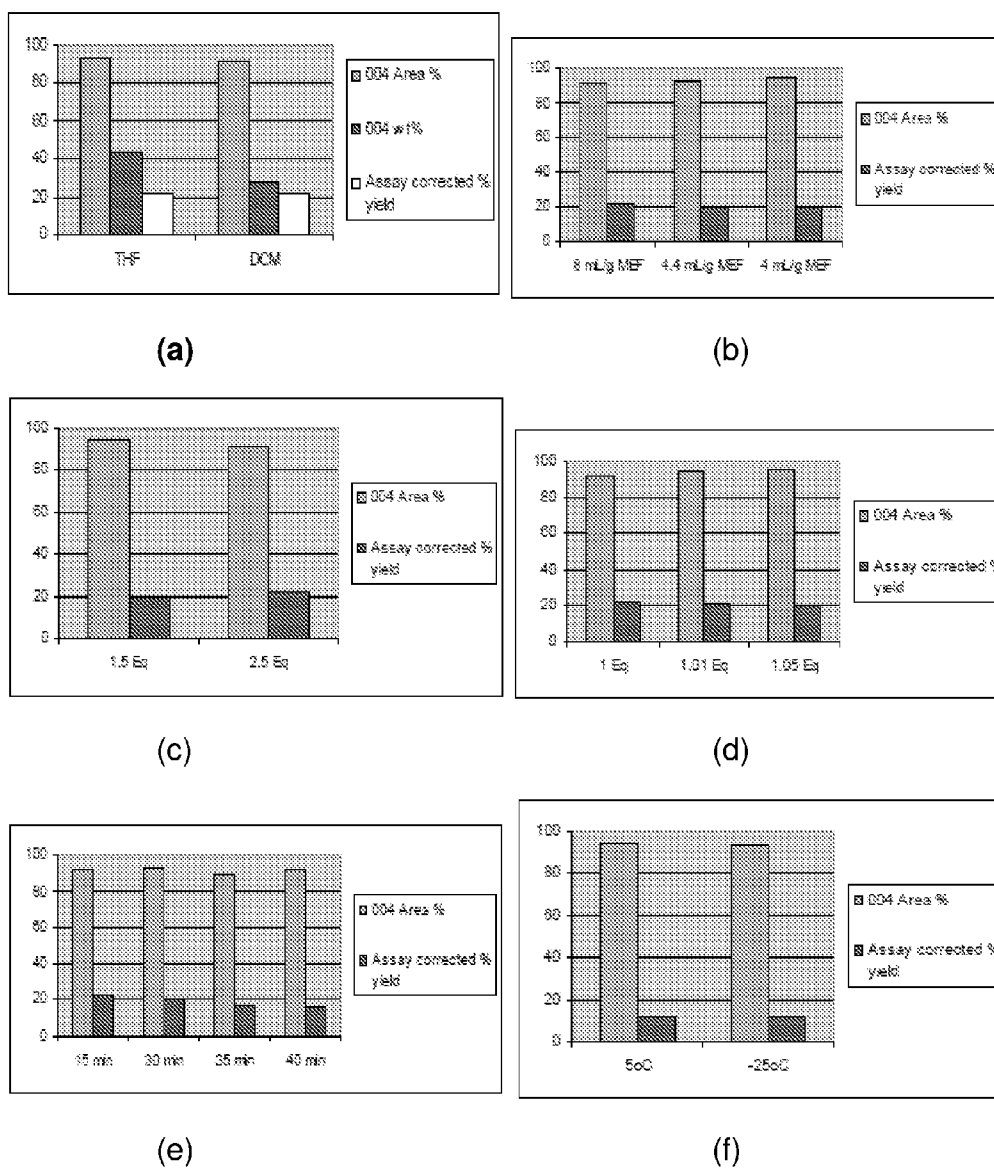 100
80
60
40
20
0
THF
DCM
004 Area %
004 wt%
Assay corrected %
yield
(a)
100
80
60
40
20
0
8 mL/g MEF
4.4 mL/g MEF
4 mL/g MEF
004 Area %
Assay corrected %
yield
(b)
100
80
60
40
20
0
1.5 Eq
2.5 Eq
004 Area %
Assay corrected %
yield
(c)
100
80
60
40
20
0
1 Eq
1.01 Eq
1.05 Eq
004 Area %
Assay corrected %
yield
(d)
100
80
60
40
20
0
15 min
30 min
35 min
40 min
004 Area %
Assay corrected %
yield
(e)
100
80
60
40
20
0
5oC
-25oC
004 Area %
Assay corrected %
yield
(f)